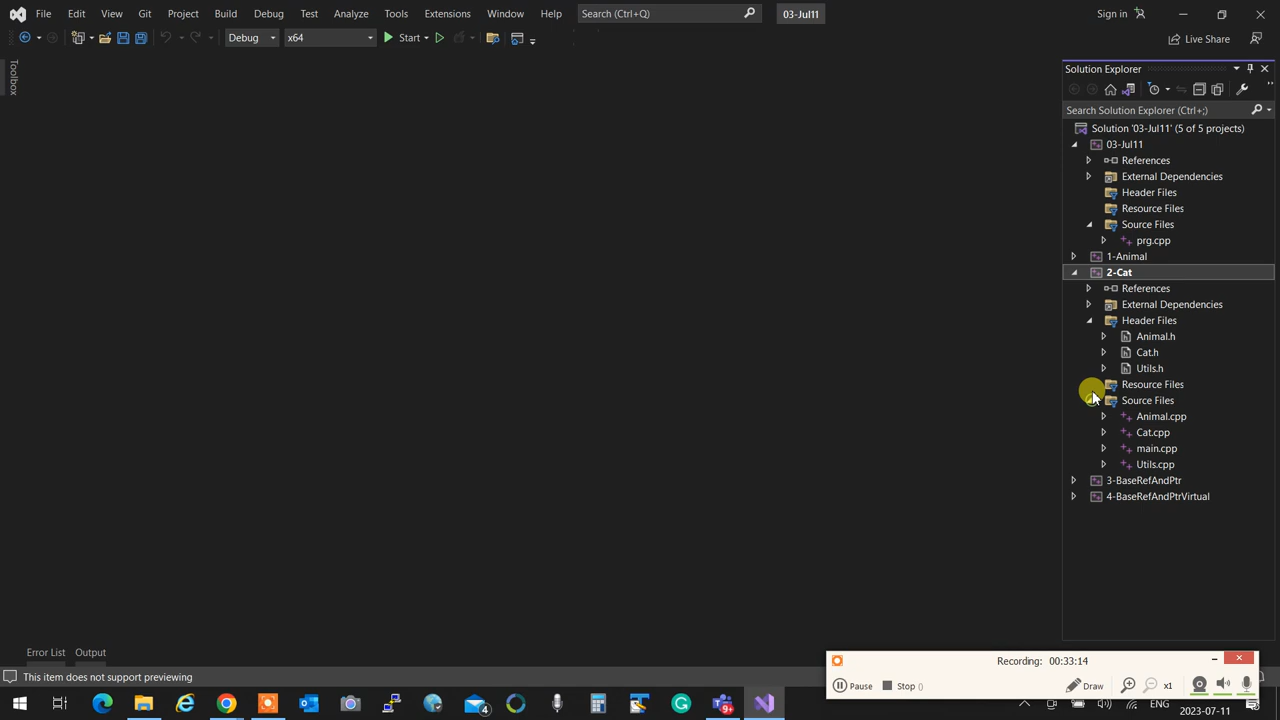 File Edit View Git Project Build Debug Test Analyze Tools Extensions Window Help Search (Ctrl+Q) 03-Jul11 Sign in
Debug x64 Start Live Share
Toolbox
Solution Explorer
Search Solution Explorer (Ctrl+;)
Solution '03-Jul11' (5 of 5 projects)
03-Jul11
References
External Dependencies
Header Files
Resource Files
Source Files
prg.cpp
1-Animal
2-Cat
References
External Dependencies
Header Files
Animal.h
Cat.h
Utils.h
Resource Files
Source Files
Animal.cpp
Cat.cpp
main.cpp
Utils.cpp
3-BaseRefAndPtr
4-BaseRefAndPtrVirtual
Error List Output
This item does not support previewing
Recording: 00:33:14
Pause Stop () Draw x1
4 9+ ENG
2023-07-11